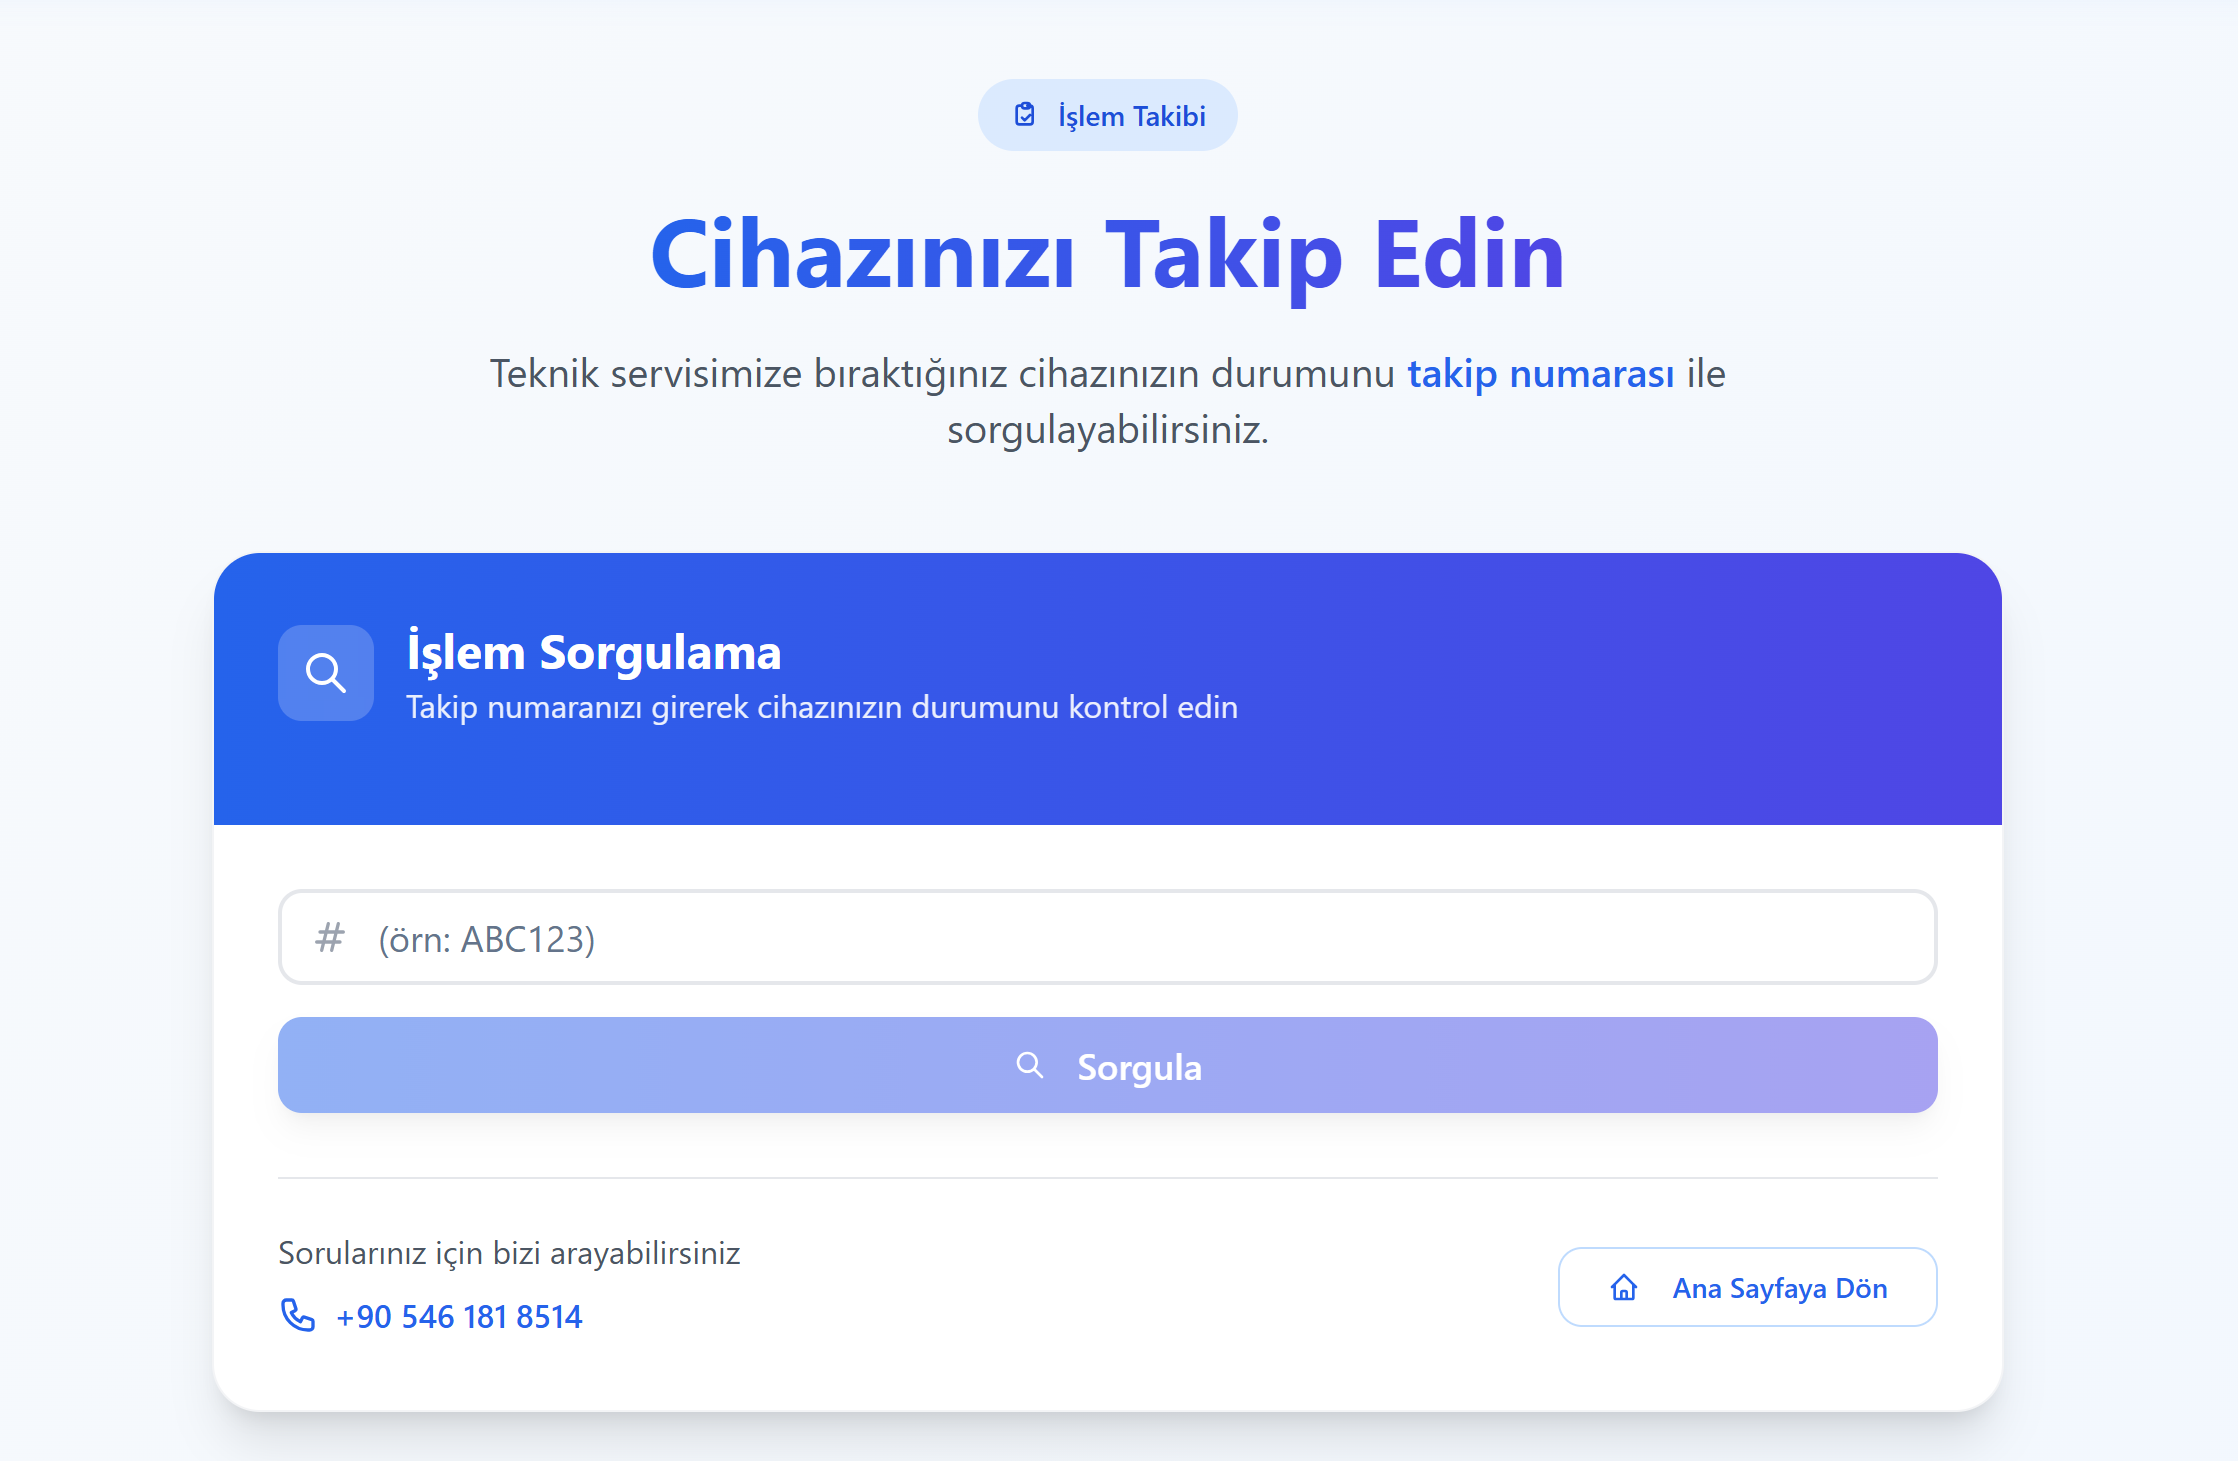 İşlem Takibi
Cihazınızı Takip Edin
Teknik servisimize bıraktığınız cihazınızın durumunu takip numarası ile
sorgulayabilirsiniz.
İşlem Sorgulama
Takip numaranızı girerek cihazınızın durumunu kontrol edin
# (örn: ABC123)
Sorgula
Sorularınız için bizi arayabilirsiniz
+90 546 181 8514
Ana Sayfaya Dön